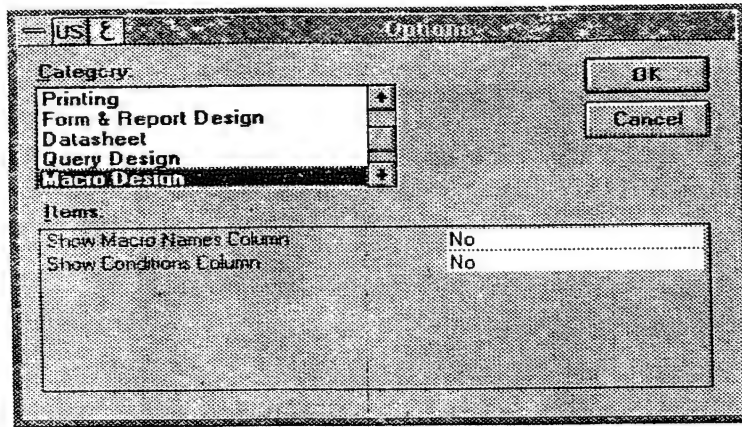 US ع Options
Category:
OK
Printing
Form & Report Design
Cancel
Datasheet
Query Design
Macro Design
Items:
Show Macro Names Column No
Show Conditions Column No